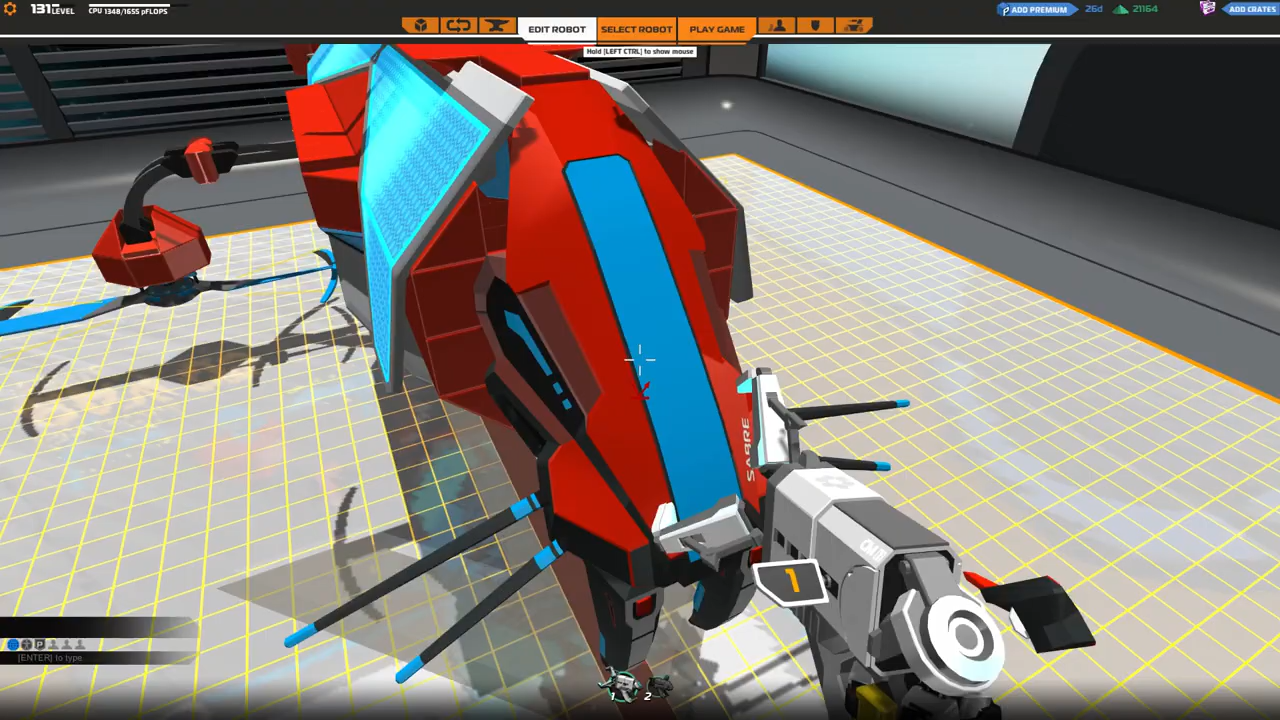 131 LEVEL
CPU 1348/1655 pFLOPS
EDIT ROBOT
SELECT ROBOT
PLAY GAME
P ADD PREMIUM
26d
21164
ADD CRATES
Hold [LEFT CTRL] to show mouse
SABRE
1
P
[ENTER] to type
1
2